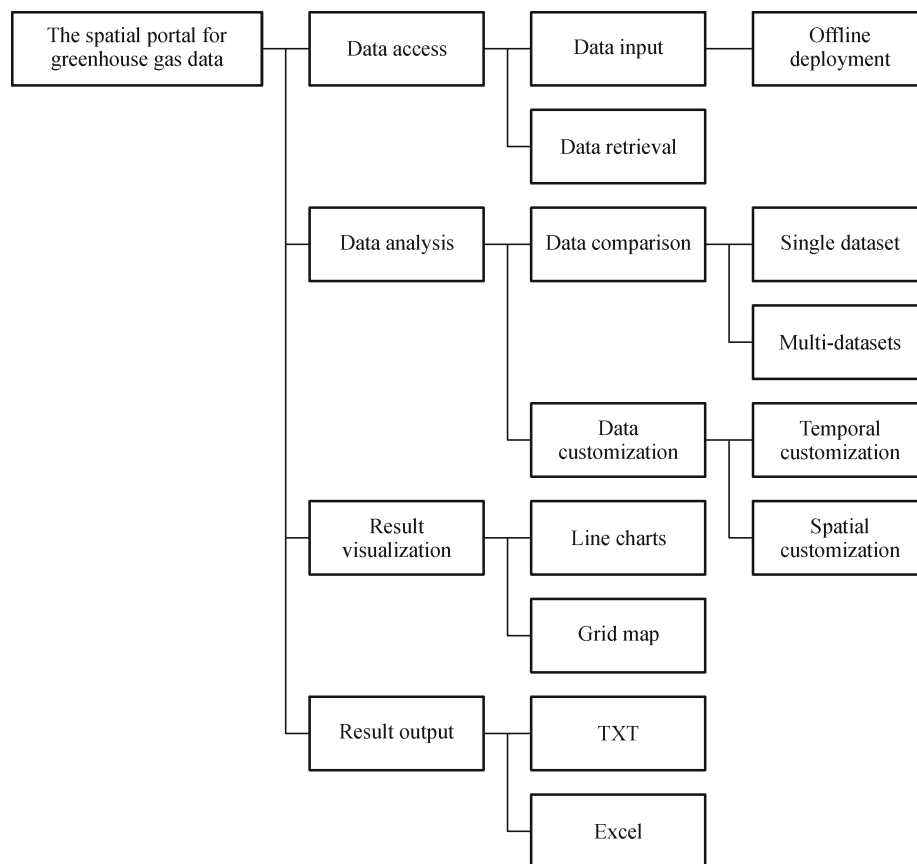 The spatial portal for
greenhouse gas data
Data access
Data input
Offline
deployment
Data retrieval
Data analysis
Data comparison
Single dataset
Multi-datasets
Data
customization
Temporal
customization
Spatial
customization
Result
visualization
Line charts
Grid map
Result output
TXT
Excel